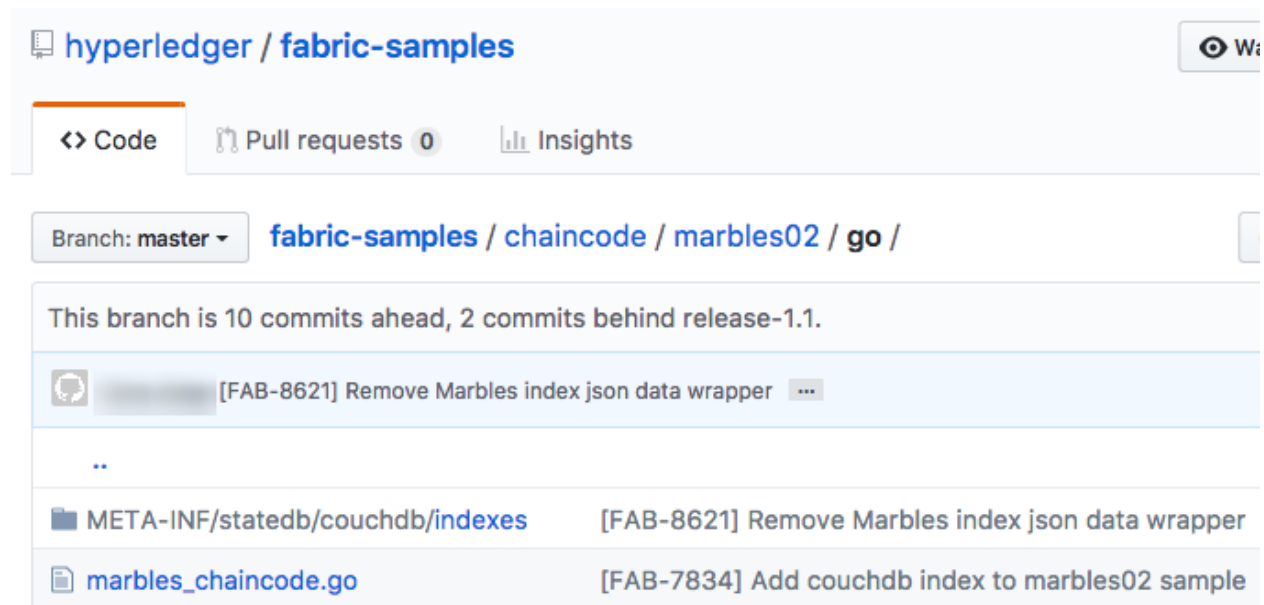 hyperledger / fabric-samples
Code Pull requests 0 Insights
Branch: master fabric-samples / chaincode / marbles02 / go /
This branch is 10 commits ahead, 2 commits behind release-1.1.
[FAB-8621] Remove Marbles index json data wrapper ...
..
META-INF/statedb/couchdb/indexes [FAB-8621] Remove Marbles index json data wrapper
marbles_chaincode.go [FAB-7834] Add couchdb index to marbles02 sample